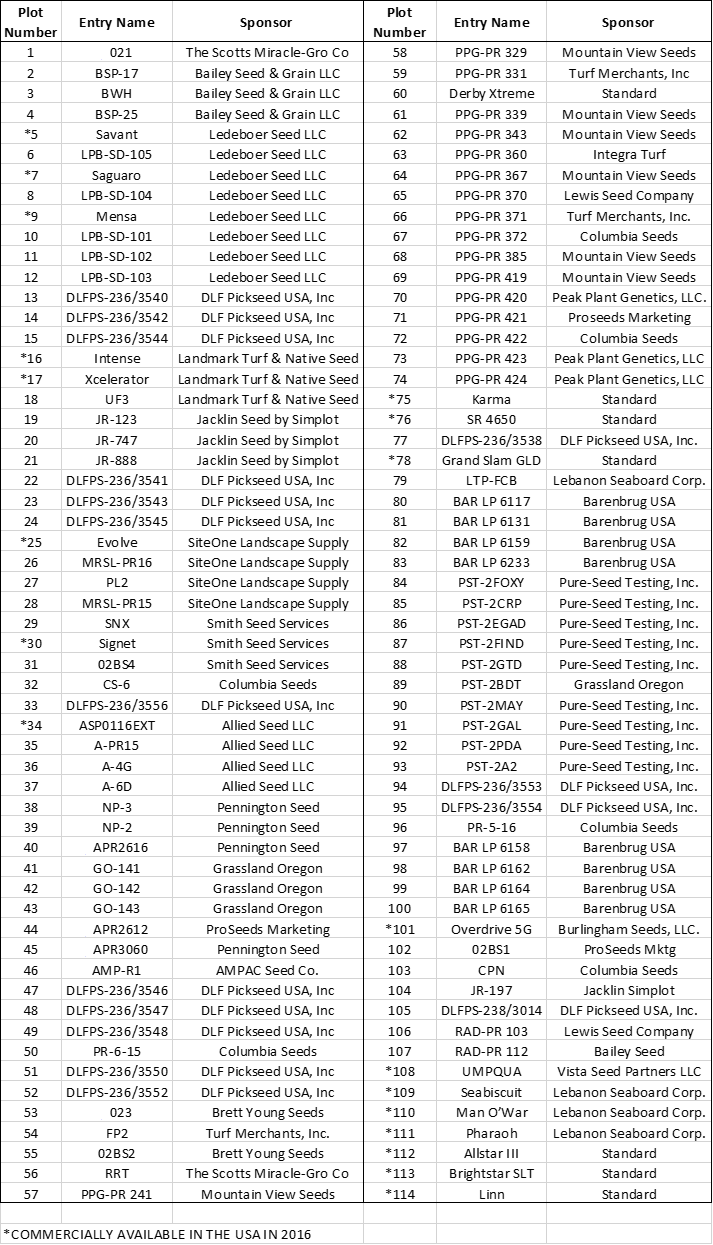 Plot Number Entry Name Sponsor Plot Number Entry Name Sponsor
1 021 The Scotts Miracle-Gro Co 58 PPG-PR 329 Mountain View Seeds
2 BSP-17 Bailey Seed & Grain LLC 59 PPG-PR 331 Turf Merchants, Inc
3 BWH Bailey Seed & Grain LLC 60 Derby Xtreme Standard
4 BSP-25 Bailey Seed & Grain LLC 61 PPG-PR 339 Mountain View Seeds
*5 Savant Ledeboer Seed LLC 62 PPG-PR 343 Mountain View Seeds
6 LPB-SD-105 Ledeboer Seed LLC 63 PPG-PR 360 Integra Turf
*7 Saguaro Ledeboer Seed LLC 64 PPG-PR 367 Mountain View Seeds
8 LPB-SD-104 Ledeboer Seed LLC 65 PPG-PR 370 Lewis Seed Company
*9 Mensa Ledeboer Seed LLC 66 PPG-PR 371 Turf Merchants, Inc.
10 LPB-SD-101 Ledeboer Seed LLC 67 PPG-PR 372 Columbia Seeds
11 LPB-SD-102 Ledeboer Seed LLC 68 PPG-PR 385 Mountain View Seeds
12 LPB-SD-103 Ledeboer Seed LLC 69 PPG-PR 419 Mountain View Seeds
13 DLFPS-236/3540 DLF Pickseed USA, Inc 70 PPG-PR 420 Peak Plant Genetics, LLC.
14 DLFPS-236/3542 DLF Pickseed USA, Inc 71 PPG-PR 421 Proseeds Marketing
15 DLFPS-236/3544 DLF Pickseed USA, Inc 72 PPG-PR 422 Columbia Seeds
*16 Intense Landmark Turf & Native Seed 73 PPG-PR 423 Peak Plant Genetics, LLC
*17 Xcelerator Landmark Turf & Native Seed 74 PPG-PR 424 Peak Plant Genetics, LLC
18 UF3 Landmark Turf & Native Seed *75 Karma Standard
19 JR-123 Jacklin Seed by Simplot *76 SR 4650 Standard
20 JR-747 Jacklin Seed by Simplot 77 DLFPS-236/3538 DLF Pickseed USA, Inc.
21 JR-888 Jacklin Seed by Simplot *78 Grand Slam GLD Standard
22 DLFPS-236/3541 DLF Pickseed USA, Inc 79 LTP-FCB Lebanon Seaboard Corp.
23 DLFPS-236/3543 DLF Pickseed USA, Inc 80 BAR LP 6117 Barenbrug USA
24 DLFPS-236/3545 DLF Pickseed USA, Inc 81 BAR LP 6131 Barenbrug USA
*25 Evolve SiteOne Landscape Supply 82 BAR LP 6159 Barenbrug USA
26 MRSL-PR16 SiteOne Landscape Supply 83 BAR LP 6233 Barenbrug USA
27 PL2 SiteOne Landscape Supply 84 PST-2FOXY Pure-Seed Testing, Inc.
28 MRSL-PR15 SiteOne Landscape Supply 85 PST-2CRP Pure-Seed Testing, Inc.
29 SNX Smith Seed Services 86 PST-2EGAD Pure-Seed Testing, Inc.
*30 Signet Smith Seed Services 87 PST-2FIND Pure-Seed Testing, Inc.
31 02BS4 Smith Seed Services 88 PST-2GTD Pure-Seed Testing, Inc.
32 CS-6 Columbia Seeds 89 PST-2BDT Grassland Oregon
33 DLFPS-236/3556 DLF Pickseed USA, Inc 90 PST-2MAY Pure-Seed Testing, Inc.
*34 ASP0116EXT Allied Seed LLC 91 PST-2GAL Pure-Seed Testing, Inc.
35 A-PR15 Allied Seed LLC 92 PST-2PDA Pure-Seed Testing, Inc.
36 A-4G Allied Seed LLC 93 PST-2A2 Pure-Seed Testing, Inc.
37 A-6D Allied Seed LLC 94 DLFPS-236/3553 DLF Pickseed USA, Inc.
38 NP-3 Pennington Seed 95 DLFPS-236/3554 DLF Pickseed USA, Inc.
39 NP-2 Pennington Seed 96 PR-5-16 Columbia Seeds
40 APR2616 Pennington Seed 97 BAR LP 6158 Barenbrug USA
41 GO-141 Grassland Oregon 98 BAR LP 6162 Barenbrug USA
42 GO-142 Grassland Oregon 99 BAR LP 6164 Barenbrug USA
43 GO-143 Grassland Oregon 100 BAR LP 6165 Barenbrug USA
44 APR2612 ProSeeds Marketing *101 Overdrive 5G Burlingham Seeds, LLC.
45 APR3060 Pennington Seed 102 02BS1 ProSeeds Mktg
46 AMP-R1 AMPAC Seed Co. 103 CPN Columbia Seeds
47 DLFPS-236/3546 DLF Pickseed USA, Inc 104 JR-197 Jacklin Simplot
48 DLFPS-236/3547 DLF Pickseed USA, Inc 105 DLFPS-238/3014 DLF Pickseed USA, Inc.
49 DLFPS-236/3548 DLF Pickseed USA, Inc 106 RAD-PR 103 Lewis Seed Company
50 PR-6-15 Columbia Seeds 107 RAD-PR 112 Bailey Seed
51 DLFPS-236/3550 DLF Pickseed USA, Inc *108 UMPQUA Vista Seed Partners LLC
52 DLFPS-236/3552 DLF Pickseed USA, Inc *109 Seabiscuit Lebanon Seaboard Corp.
53 023 Brett Young Seeds *110 Man O’War Lebanon Seaboard Corp.
54 FP2 Turf Merchants, Inc. *111 Pharaoh Lebanon Seaboard Corp.
55 02BS2 Brett Young Seeds *112 Allstar III Standard
56 RRT The Scotts Miracle-Gro Co *113 Brightstar SLT Standard
57 PPG-PR 241 Mountain View Seeds *114 Linn Standard
*COMMERCIALLY AVAILABLE IN THE USA IN 2016